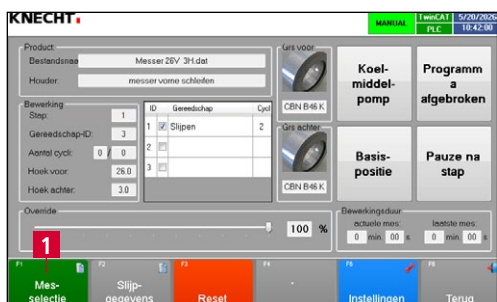 KNECHT
MANUAL
TwinCAT
PLC
5/20/2026
10:42:00
Product
Bestandsnaa
Messer 26V 3H.dat
Houder:
messer vorne schleifen
Grs voor
CBN B46 K
Koel-
middel-
pomp
Programm
a
afgebroken
Bewerking
Stap:
1
Gereedschap-ID:
3
Aantal cycli:
0 / 0
Hoek voor:
26.0
Hoek achter:
3.0
ID Gereedschap Cycl
1 Slijpen 2
2
3
Grs achter
CBN B46 K
Basis-
positie
Pauze na
stap
Override
100 %
Bewerkingsduur
actuele mes:
0 min 00 s
laatste mes:
0 min 00 s
1
F1
Mes-
selectie
F2
Slijp-
gegevens
F3
Reset
F4
Instellingen
Terug